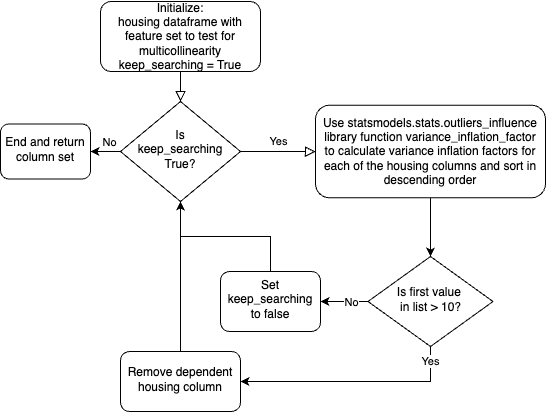 Initialize:
housing dataframe with
feature set to test for
multicollinearity
keep_searching = True
Is
keep_searching
True?
No
End and return
column set
Yes
Use statsmodels.stats.outliers_influence
library function variance_inflation_factor
to calculate variance inflation factors for
each of the housing columns and sort in
descending order
Is first value
in list > 10?
No
Set
keep_searching
to false
Yes
Remove dependent
housing column